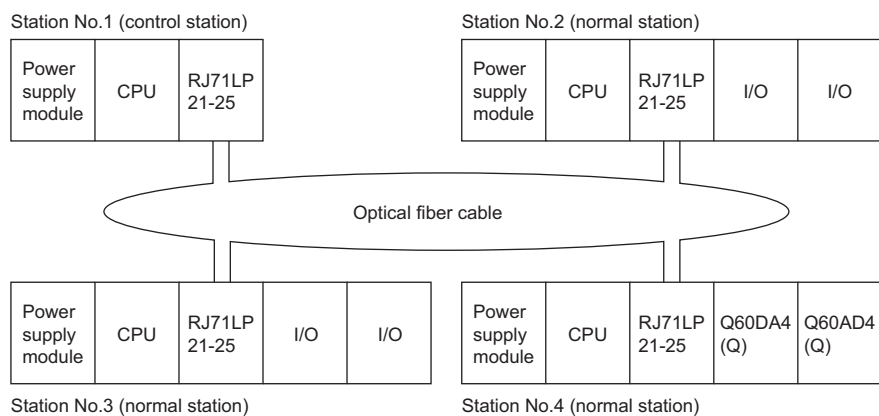 Station No.1 (control station)
Power
supply
module
CPU
RJ71LP
21-25
Station No.2 (normal station)
Power
supply
module
CPU
RJ71LP
21-25
I/O
I/O
Optical fiber cable
Power
supply
module
CPU
RJ71LP
21-25
I/O
I/O
Station No.3 (normal station)
Power
supply
module
CPU
RJ71LP
21-25
Q60DA4
(Q)
Q60AD4
(Q)
Station No.4 (normal station)